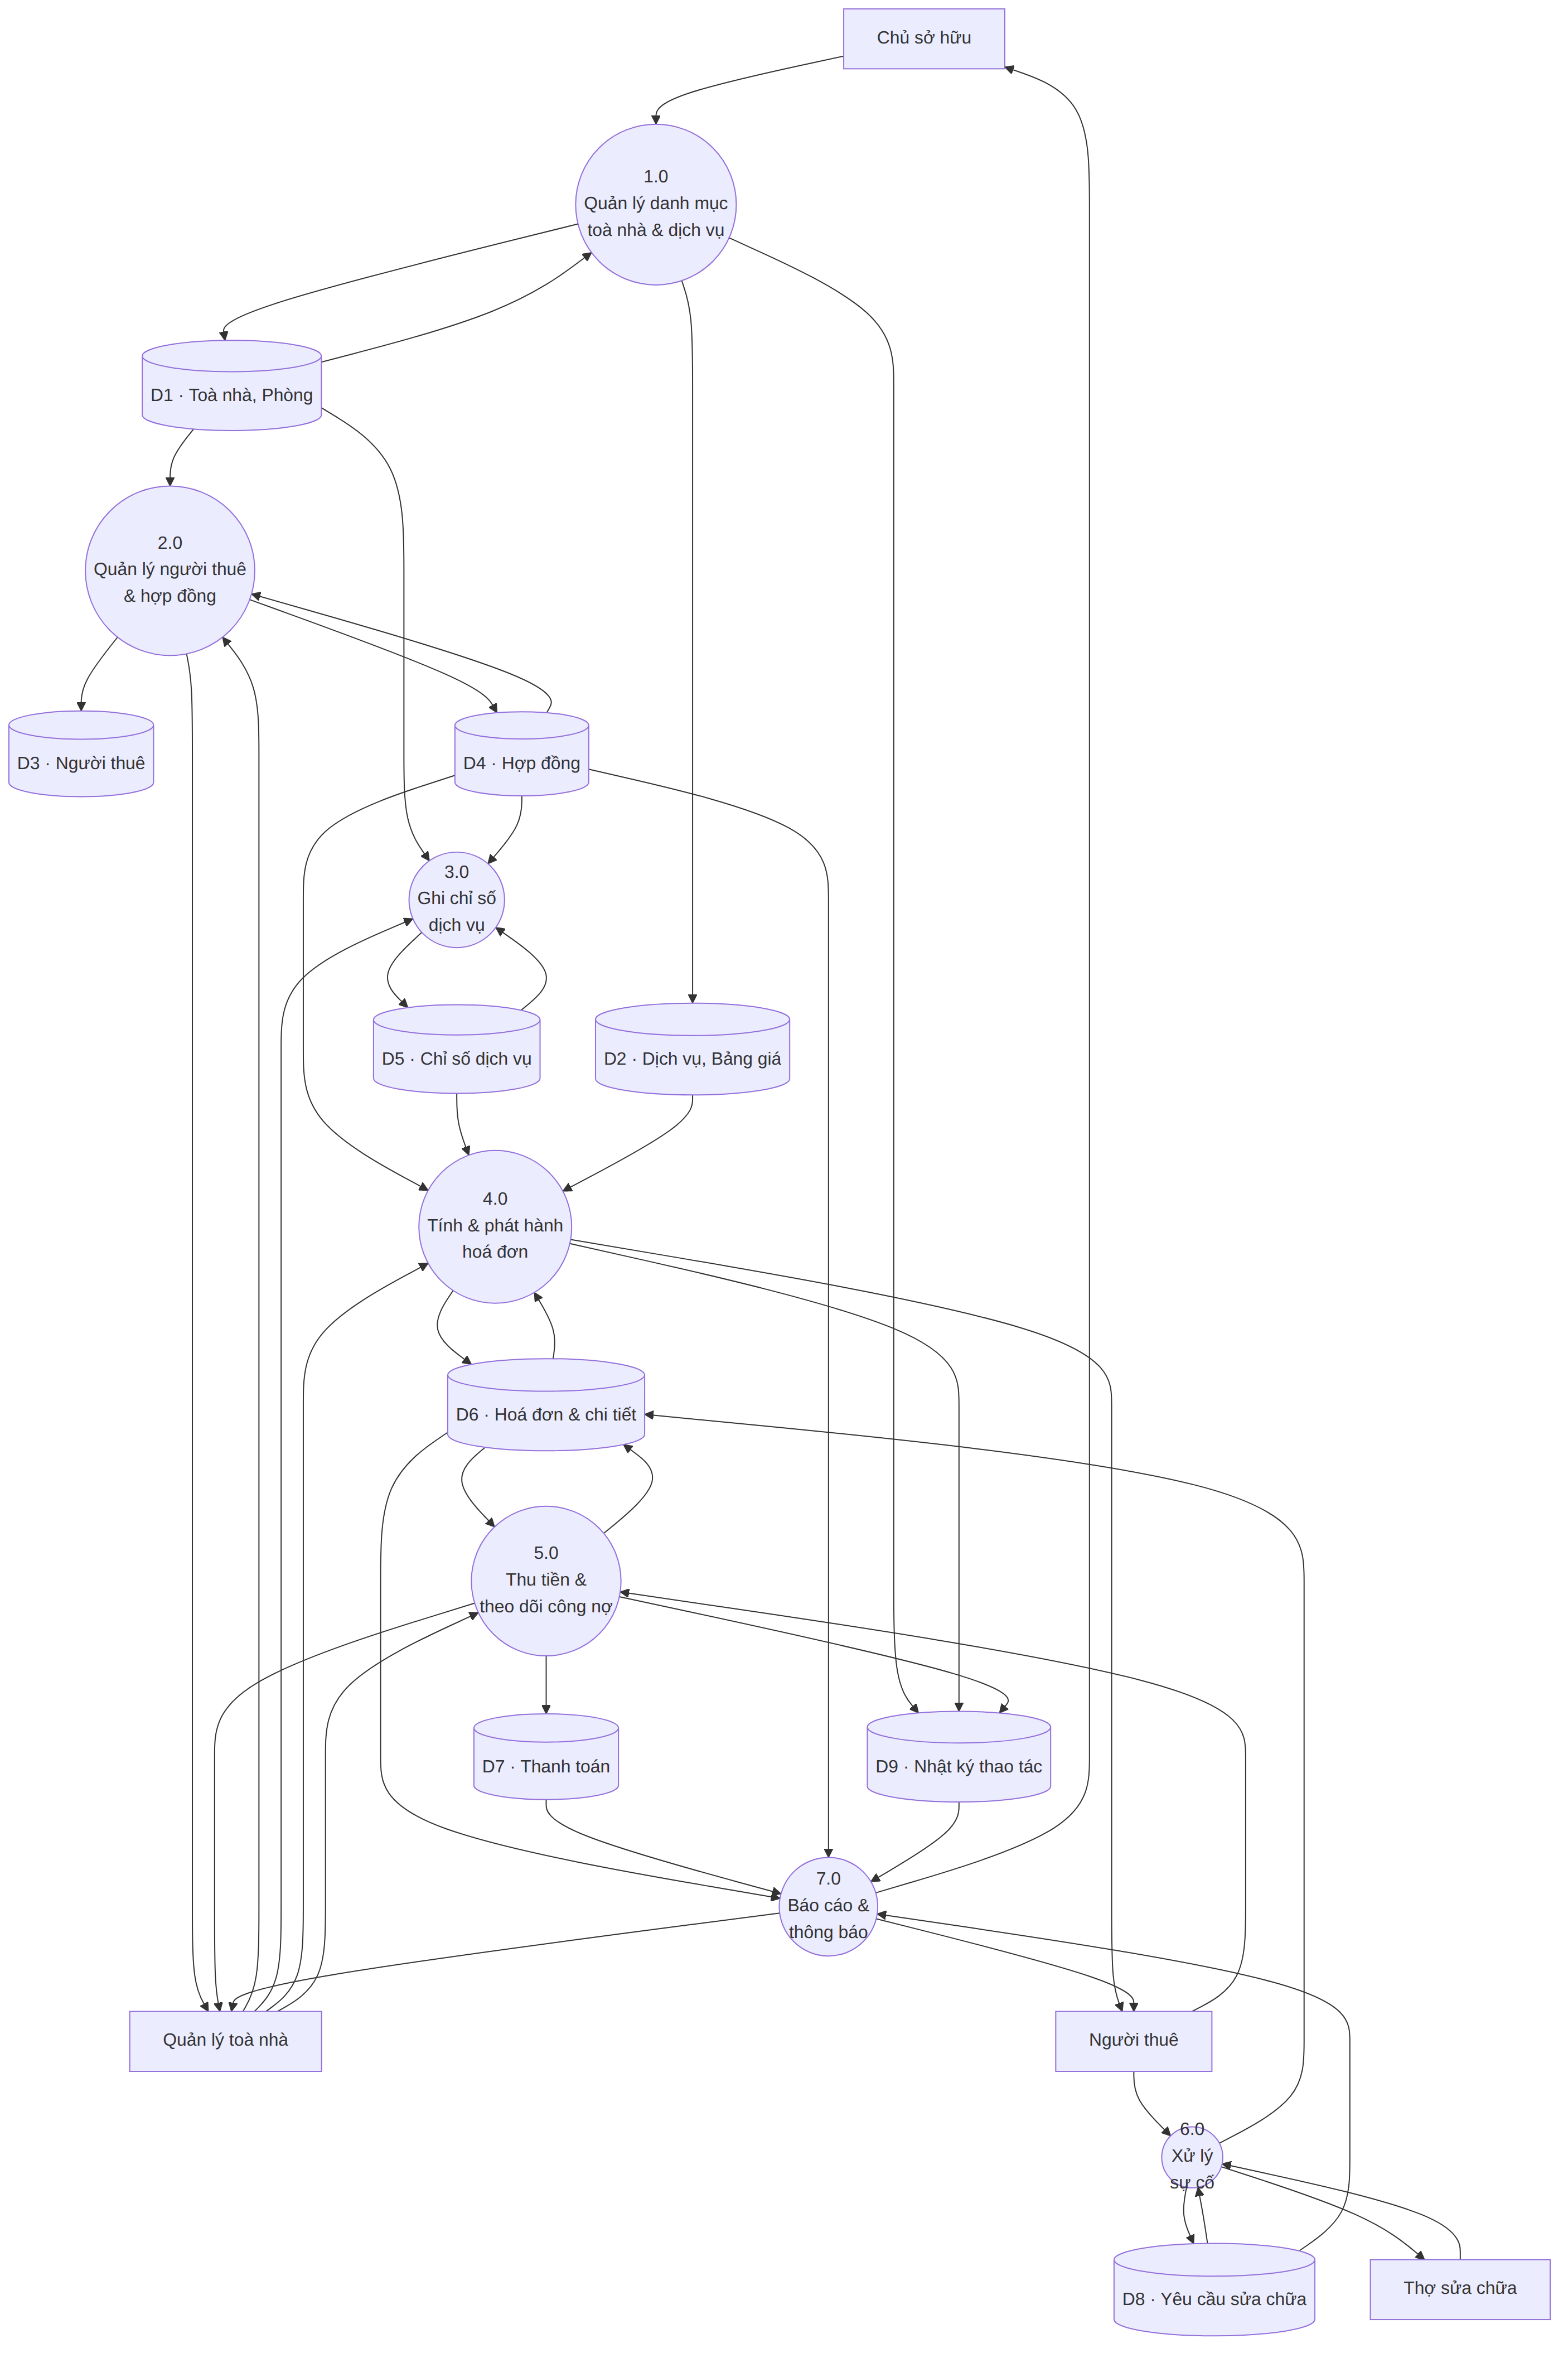 Chủ sở hữu
1.0
Quản lý danh mục
toà nhà & dịch vụ
D1 · Toà nhà, Phòng
2.0
Quản lý người thuê
& hợp đồng
D3 · Người thuê
D4 · Hợp đồng
3.0
Ghi chỉ số
dịch vụ
D5 · Chỉ số dịch vụ
D2 · Dịch vụ, Bảng giá
4.0
Tính & phát hành
hoá đơn
D6 · Hoá đơn & chi tiết
5.0
Thu tiền &
theo dõi công nợ
D7 · Thanh toán
D9 · Nhật ký thao tác
7.0
Báo cáo &
thông báo
Quản lý toà nhà
Người thuê
6.0
Xử lý
sự cố
D8 · Yêu cầu sửa chữa
Thợ sửa chữa